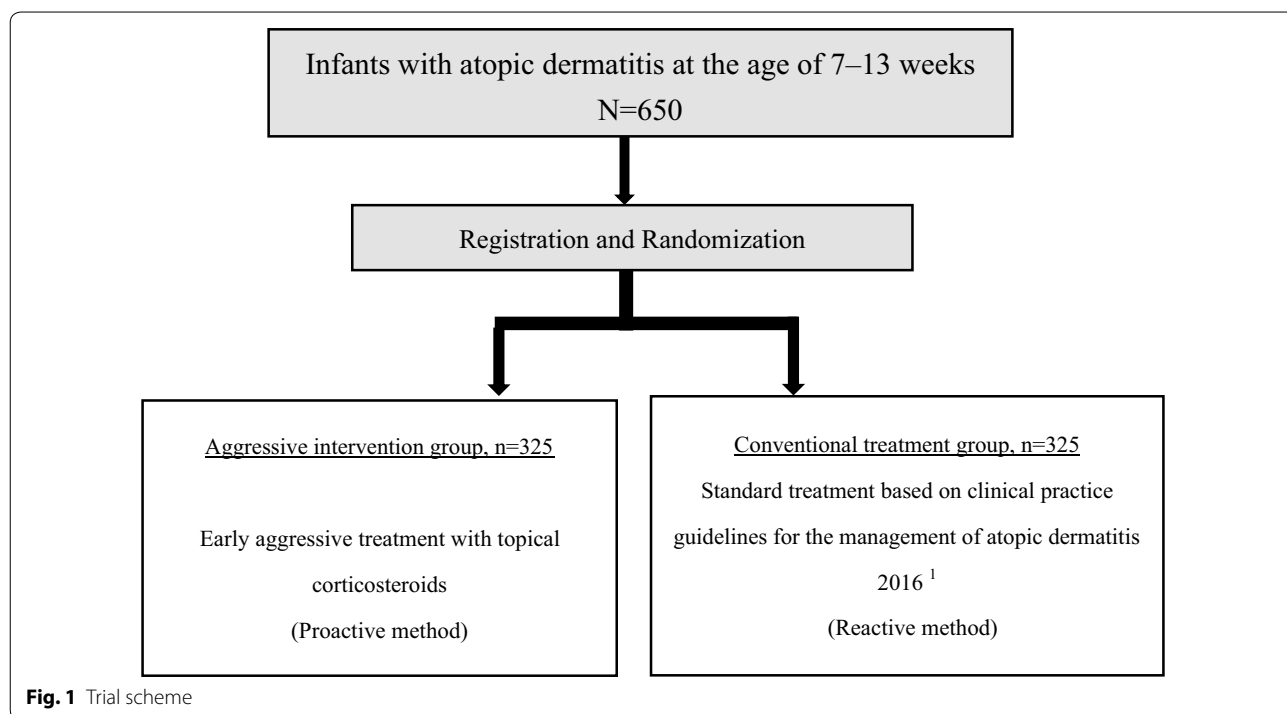 Infants with atopic dermatitis at the age of 7–13 weeks
N=650
Registration and Randomization
Aggressive intervention group, n=325
Early aggressive treatment with topical
corticosteroids
(Proactive method)
Conventional treatment group, n=325
Standard treatment based on clinical practice
guidelines for the management of atopic dermatitis
2016 1
(Reactive method)
Fig. 1 Trial scheme